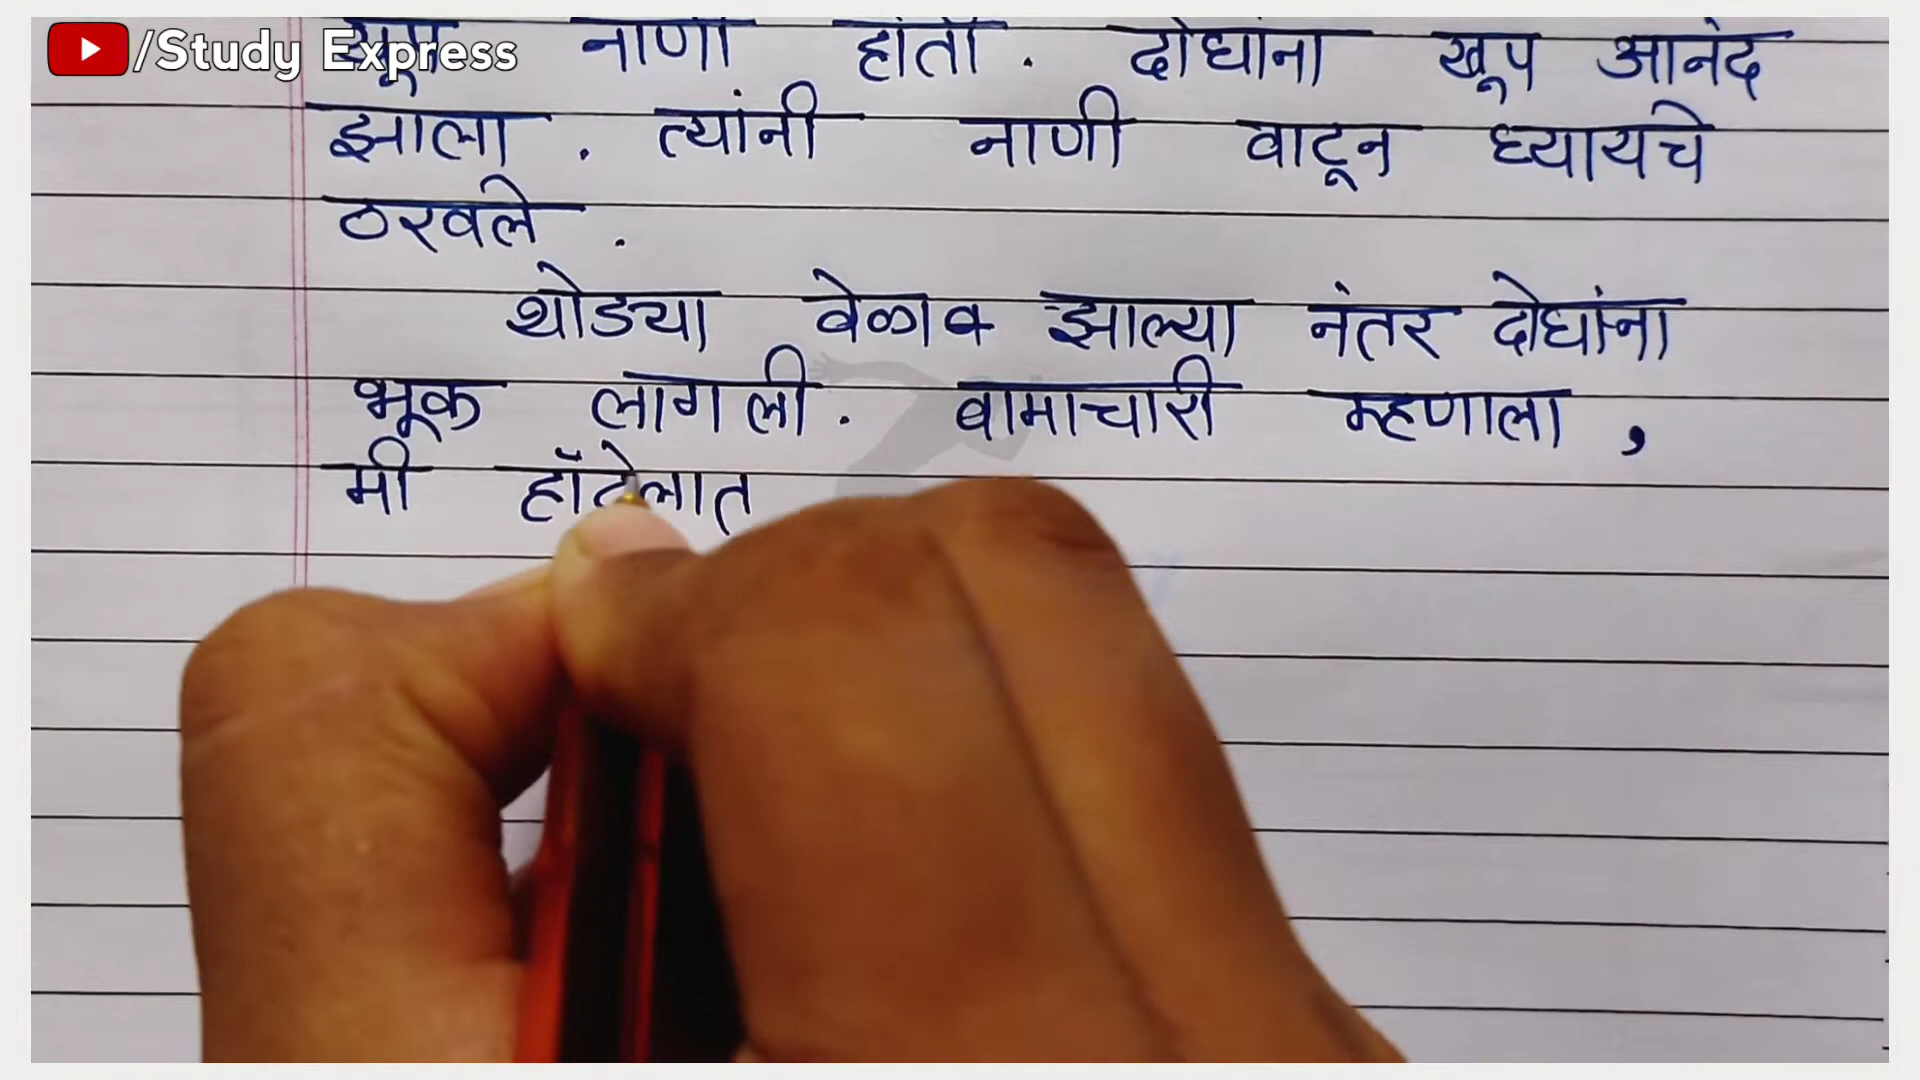 /Study Express
खूप नाणी होती. दोघांना खूप आनंद
झाला. त्यांनी नाणी वाटून घ्यायचे
ठरवले.
थोड्या झाल्या नंतर दोघांना
भूक लागली. वामाचारी म्हणाला,
मी हॉटेलात